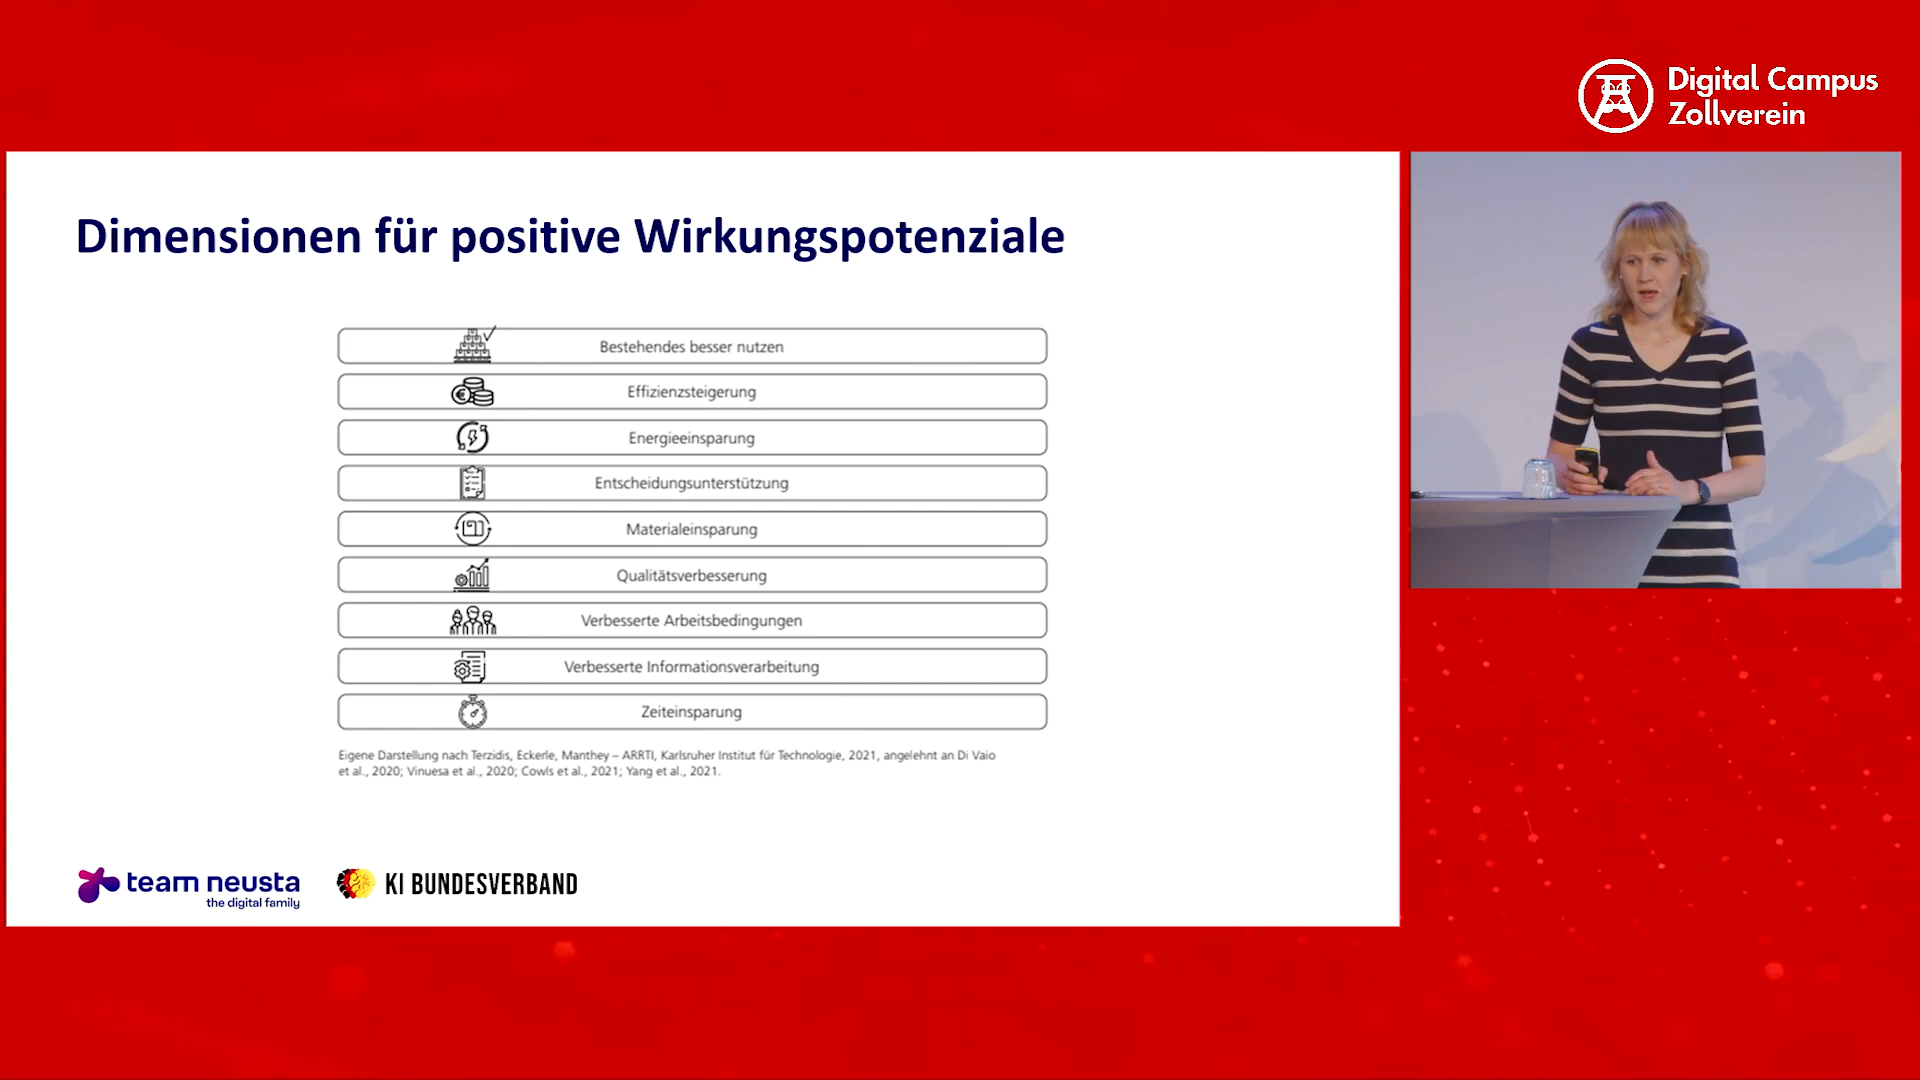 Digital Campus
Zollverein
Dimensionen für positive Wirkungspotenziale
Bestehendes besser nutzen
Effizienzsteigerung
Energieeinsparung
Entscheidungsunterstützung
Materialeinsparung
Qualitätsverbesserung
Verbesserte Arbeitsbedingungen
Verbesserte Informationsverarbeitung
Zeiteinsparung
Eigene Darstellung nach Terzidis, Eckerle, Manthey – ARRTI, Karlsruher Institut für Technologie, 2021, angelehnt an Di Vaio
et al., 2020; Vinuesa et al., 2020; Cowls et al., 2021; Yang et al., 2021.
team neusta
the digital family
KI BUNDESVERBAND